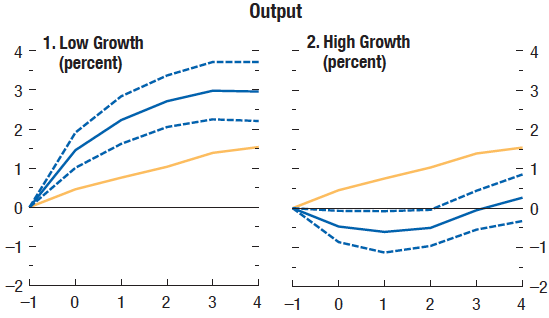 Output
1. Low Growth
(percent)
2. High Growth
(percent)
4
3
2
1
0
–1
–2
–1 0 1 2 3 4
4
3
2
1
0
–1
–2
–1 0 1 2 3 4